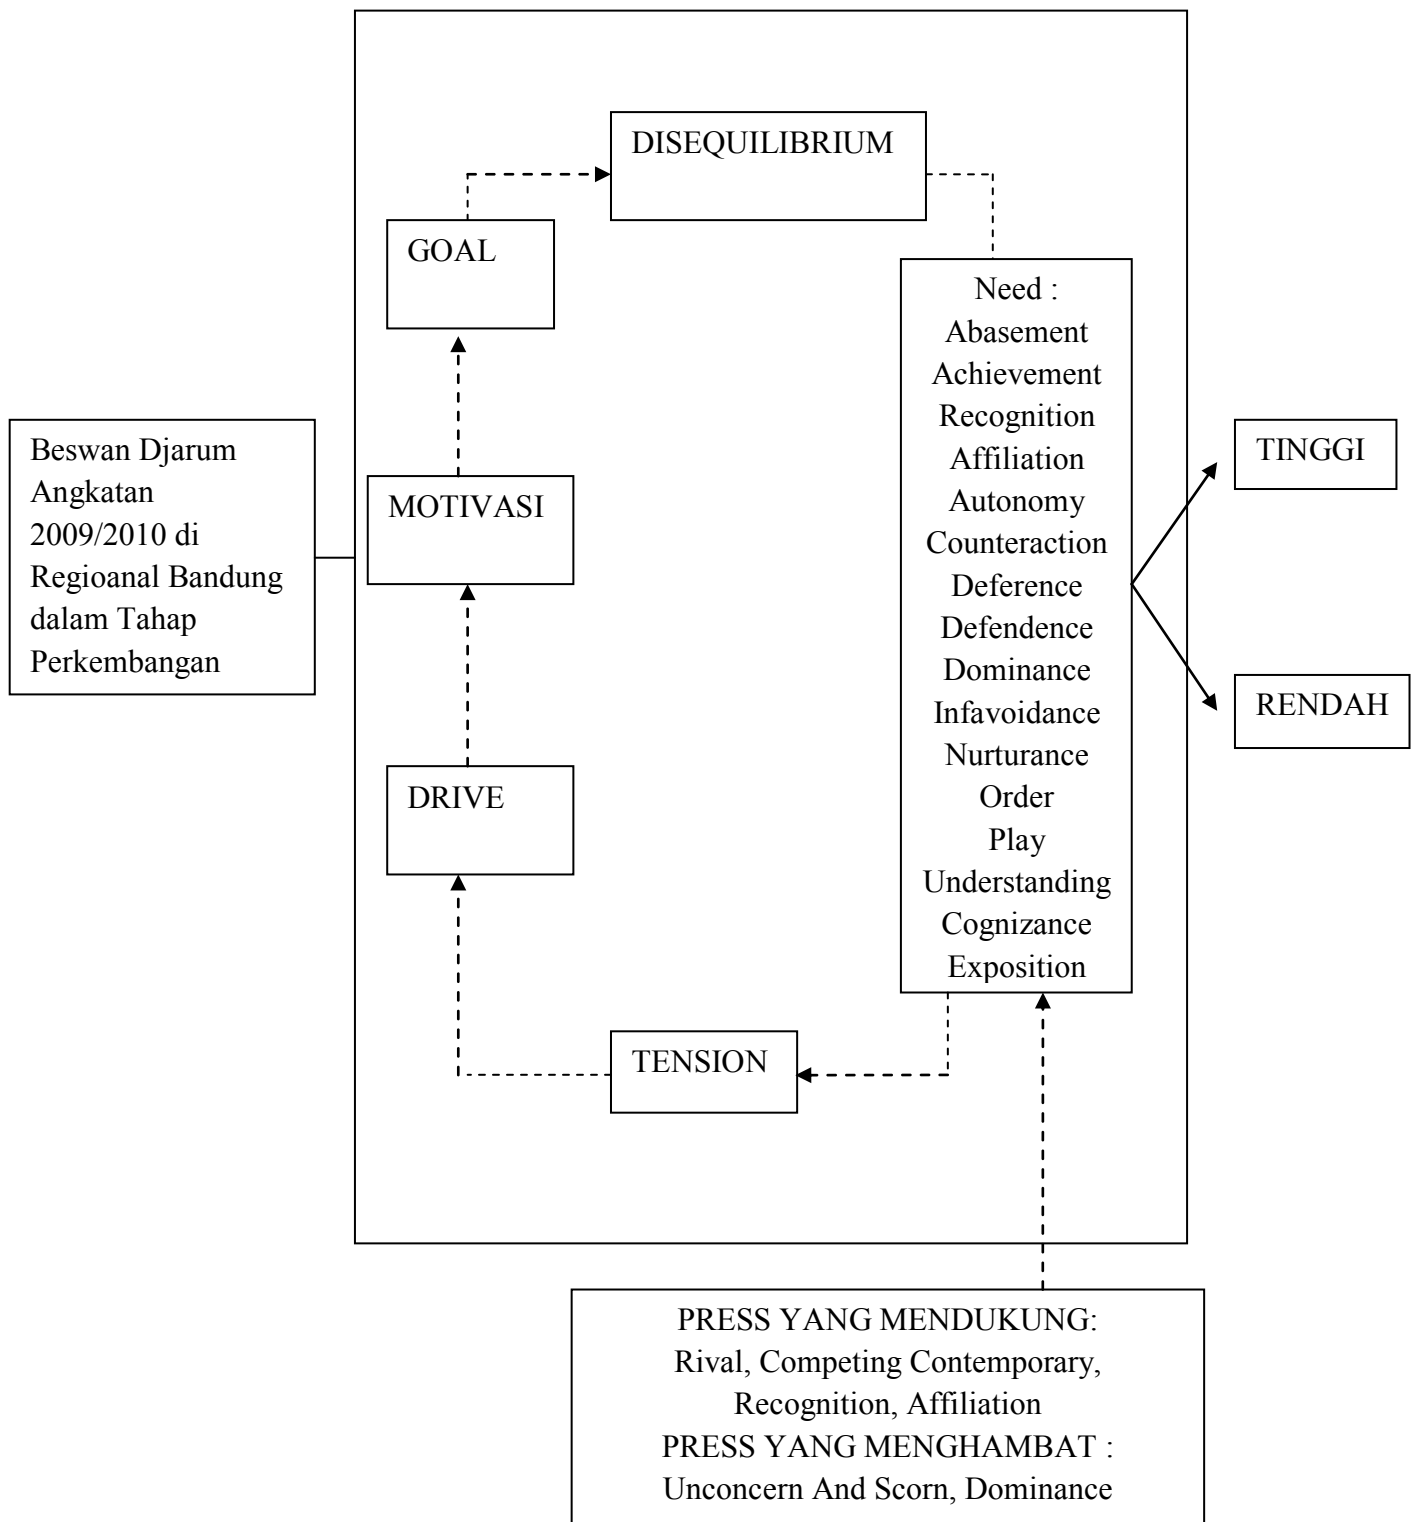 DISEQUILIBRIUM
GOAL
Need :
Abasement
Achievement
Recognition
Affiliation
Autonomy
Counteraction
Deference
Defendence
Dominance
Infavoidance
Nurturance
Order
Play
Understanding
Cognizance
Exposition
Beswan Djarum
Angkatan
2009/2010 di
Regioanal Bandung
dalam Tahap
Perkembangan
MOTIVASI
TINGGI
RENDAH
DRIVE
TENSION
PRESS YANG MENDUKUNG:
Rival, Competing Contemporary,
Recognition, Affiliation
PRESS YANG MENGHAMBAT :
Unconcern And Scorn, Dominance